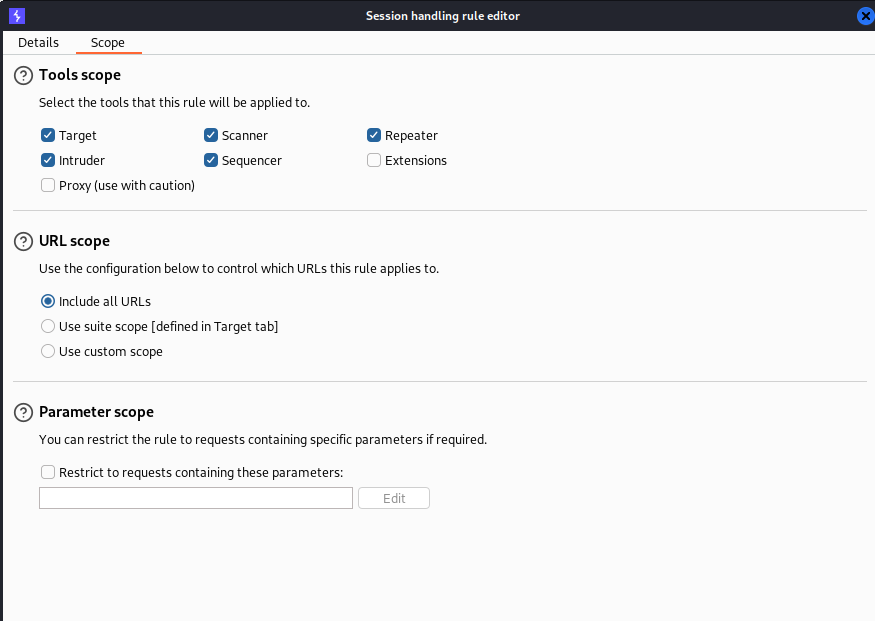 Session handling rule editor
Details Scope
Tools scope
Select the tools that this rule will be applied to.
Target Scanner Repeater
Intruder Sequencer Extensions
Proxy (use with caution)
URL scope
Use the configuration below to control which URLs this rule applies to.
Include all URLs
Use suite scope [defined in Target tab]
Use custom scope
Parameter scope
You can restrict the rule to requests containing specific parameters if required.
Restrict to requests containing these parameters:
Edit